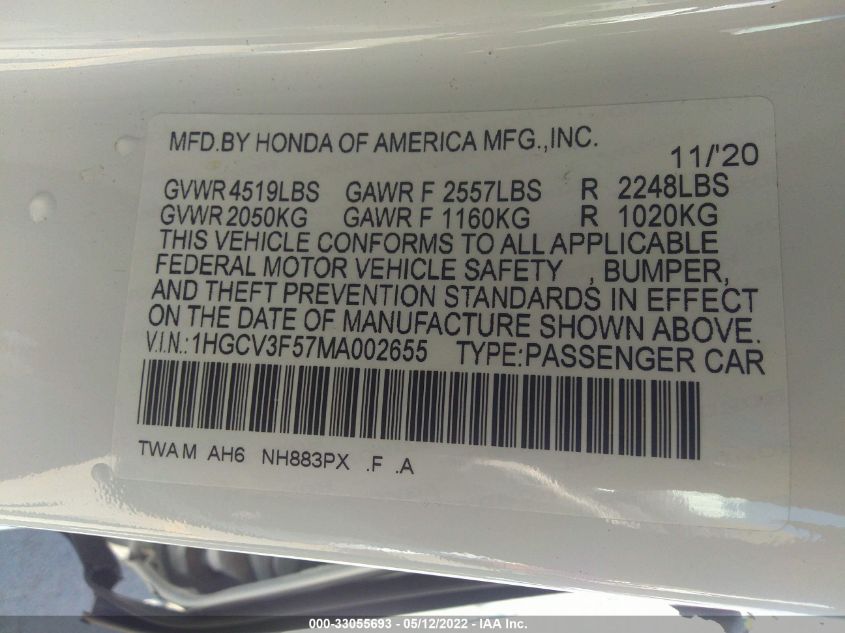 MFD.BY HONDA OF AMERICA MFG.,INC.
11/'20
GVWR 4519LBS GAWR F 2557LBS R 2248LBS
GVWR 2050KG GAWR F 1160KG R 1020KG
THIS VEHICLE CONFORMS TO ALL APPLICABLE
FEDERAL MOTOR VEHICLE SAFETY , BUMPER,
AND THEFT PREVENTION STANDARDS IN EFFECT
ON THE DATE OF MANUFACTURE SHOWN ABOVE.
V.I.N.:1HGCV3F57MA002655 TYPE:PASSENGER CAR
TWAM AH6 NH883PX .F .A
000-33055693 - 05/12/2022 - IAA Inc.